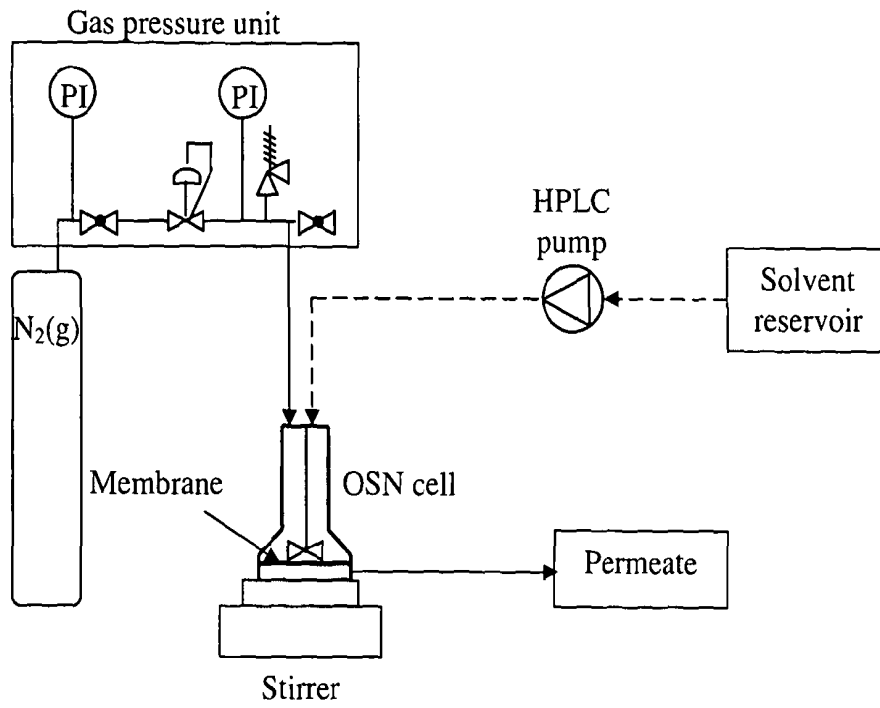 Gas pressure unit
PI
PI
HPLC
pump
Solvent
reservoir
N₂(g)
Membrane
OSN cell
Permeate
Stirrer